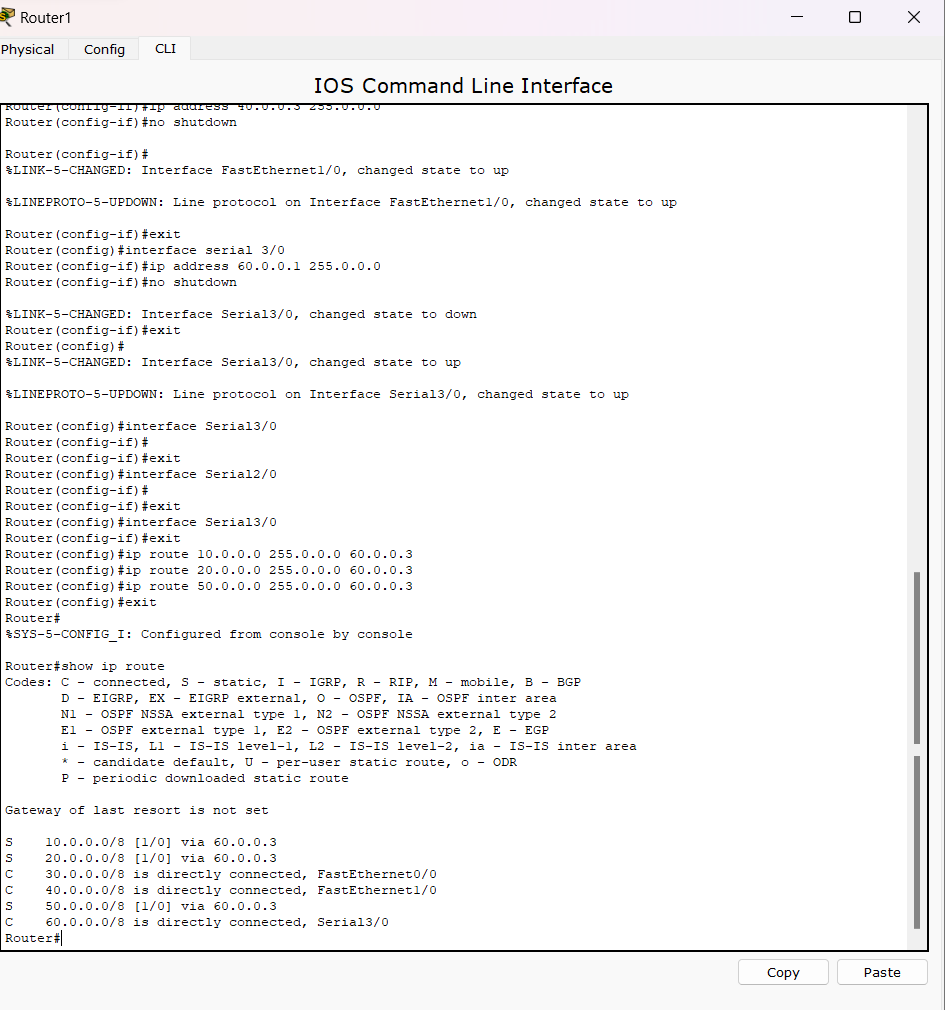 Router1
Physical Config CLI
IOS Command Line Interface
Router(config-if)#ip address 40.0.0.3 255.0.0.0
Router(config-if)#no shutdown
Router(config-if)#
%LINK-5-CHANGED: Interface FastEthernet1/0, changed state to up
%LINEPROTO-5-UPDOWN: Line protocol on Interface FastEthernet1/0, changed state to up
Router(config-if)#exit
Router(config)#interface serial 3/0
Router(config-if)#ip address 60.0.0.1 255.0.0.0
Router(config-if)#no shutdown
%LINK-5-CHANGED: Interface Serial3/0, changed state to down
Router(config-if)#exit
Router(config)#
%LINK-5-CHANGED: Interface Serial3/0, changed state to up
%LINEPROTO-5-UPDOWN: Line protocol on Interface Serial3/0, changed state to up
Router(config)#interface Serial3/0
Router(config-if)#
Router(config-if)#exit
Router(config)#interface Serial2/0
Router(config-if)#
Router(config-if)#exit
Router(config)#interface Serial3/0
Router(config-if)#exit
Router(config)#ip route 10.0.0.0 255.0.0.0 60.0.0.3
Router(config)#ip route 20.0.0.0 255.0.0.0 60.0.0.3
Router(config)#ip route 50.0.0.0 255.0.0.0 60.0.0.3
Router(config)#exit
Router#
%SYS-5-CONFIG_I: Configured from console by console
Router#show ip route
Codes: C - connected, S - static, I - IGRP, R - RIP, M - mobile, B - BGP
D - EIGRP, EX - EIGRP external, O - OSPF, IA - OSPF inter area
N1 - OSPF NSSA external type 1, N2 - OSPF NSSA external type 2
E1 - OSPF external type 1, E2 - OSPF external type 2, E - EGP
i - IS-IS, L1 - IS-IS level-1, L2 - IS-IS level-2, ia - IS-IS inter area
* - candidate default, U - per-user static route, o - ODR
P - periodic downloaded static route
Gateway of last resort is not set
S 10.0.0.0/8 [1/0] via 60.0.0.3
S 20.0.0.0/8 [1/0] via 60.0.0.3
C 30.0.0.0/8 is directly connected, FastEthernet0/0
C 40.0.0.0/8 is directly connected, FastEthernet1/0
S 50.0.0.0/8 [1/0] via 60.0.0.3
C 60.0.0.0/8 is directly connected, Serial3/0
Router#
Copy Paste